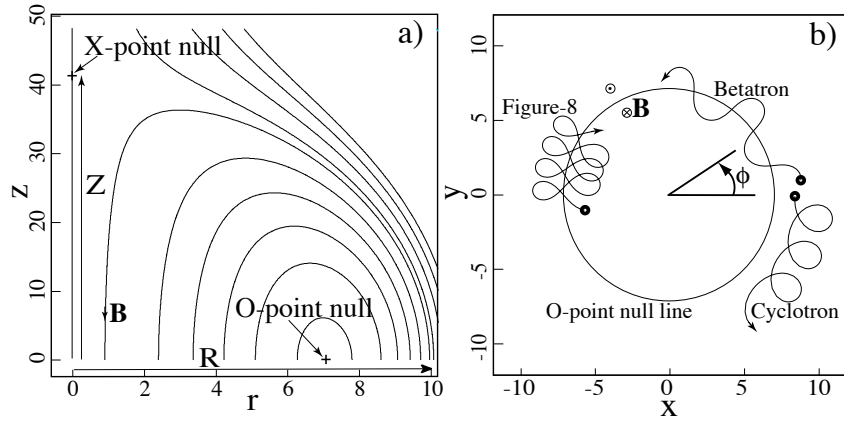 a)
50
40
30
20
10
0
z
X-point null
Z
B
O-point null
R
0 2 4 6 8 10
r
b)
10
5
0
-5
-10
y
Figure-8
B
Betatron
ϕ
O-point null line
Cyclotron
-10 -5 0 5 10
x